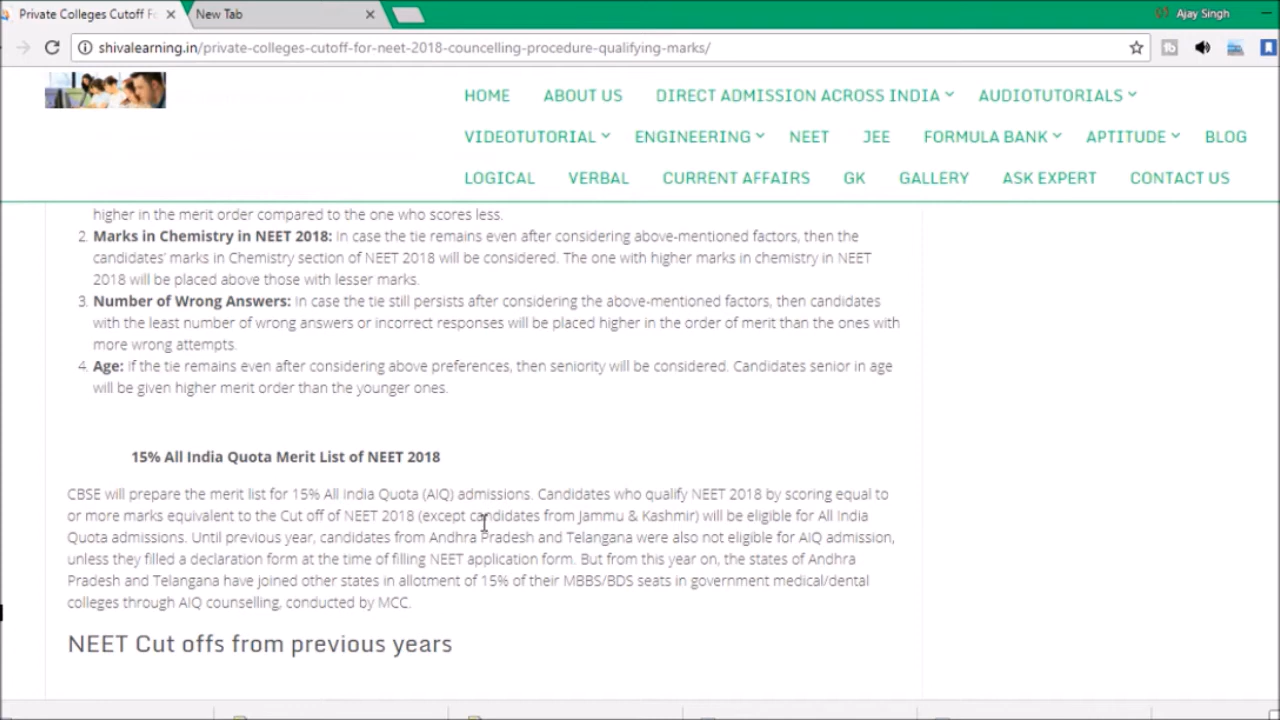 Private Colleges Cutoff Fo
New Tab
Ajay Singh
shivalearning.in/private-colleges-cutoff-for-neet-2018-councelling-procedure-qualifying-marks/
HOME ABOUT US DIRECT ADMISSION ACROSS INDIA AUDIOTUTORIALS
VIDEOTUTORIAL ENGINEERING NEET JEE FORMULA BANK APTITUDE BLOG
LOGICAL VERBAL CURRENT AFFAIRS GK GALLERY ASK EXPERT CONTACT US
higher in the merit order compared to the one who scores less.
2. Marks in Chemistry in NEET 2018: In case the tie remains even after considering above-mentioned factors, then the
candidates' marks in Chemistry section of NEET 2018 will be considered. The one with higher marks in chemistry in NEET
2018 will be placed above those with lesser marks.
3. Number of Wrong Answers: In case the tie still persists after considering the above-mentioned factors, then candidates
with the least number of wrong answers or incorrect responses will be placed higher in the order of merit than the ones with
more wrong attempts.
4. Age: if the tie remains even after considering above preferences, then seniority will be considered. Candidates senior in age
will be given higher merit order than the younger ones.
15% All India Quota Merit List of NEET 2018
CBSE will prepare the merit list for 15% All India Quota (AIQ) admissions. Candidates who qualify NEET 2018 by scoring equal to
or more marks equivalent to the Cut off of NEET 2018 (except candidates from Jammu & Kashmir) will be eligible for All India
Quota admissions. Until previous year, candidates from Andhra Pradesh and Telangana were also not eligible for AIQ admission,
unless they filled a declaration form at the time of filling NEET application form. But from this year on, the states of Andhra
Pradesh and Telangana have joined other states in allotment of 15% of their MBBS/BDS seats in government medical/dental
colleges through AIQ counselling, conducted by MCC.
NEET Cut offs from previous years